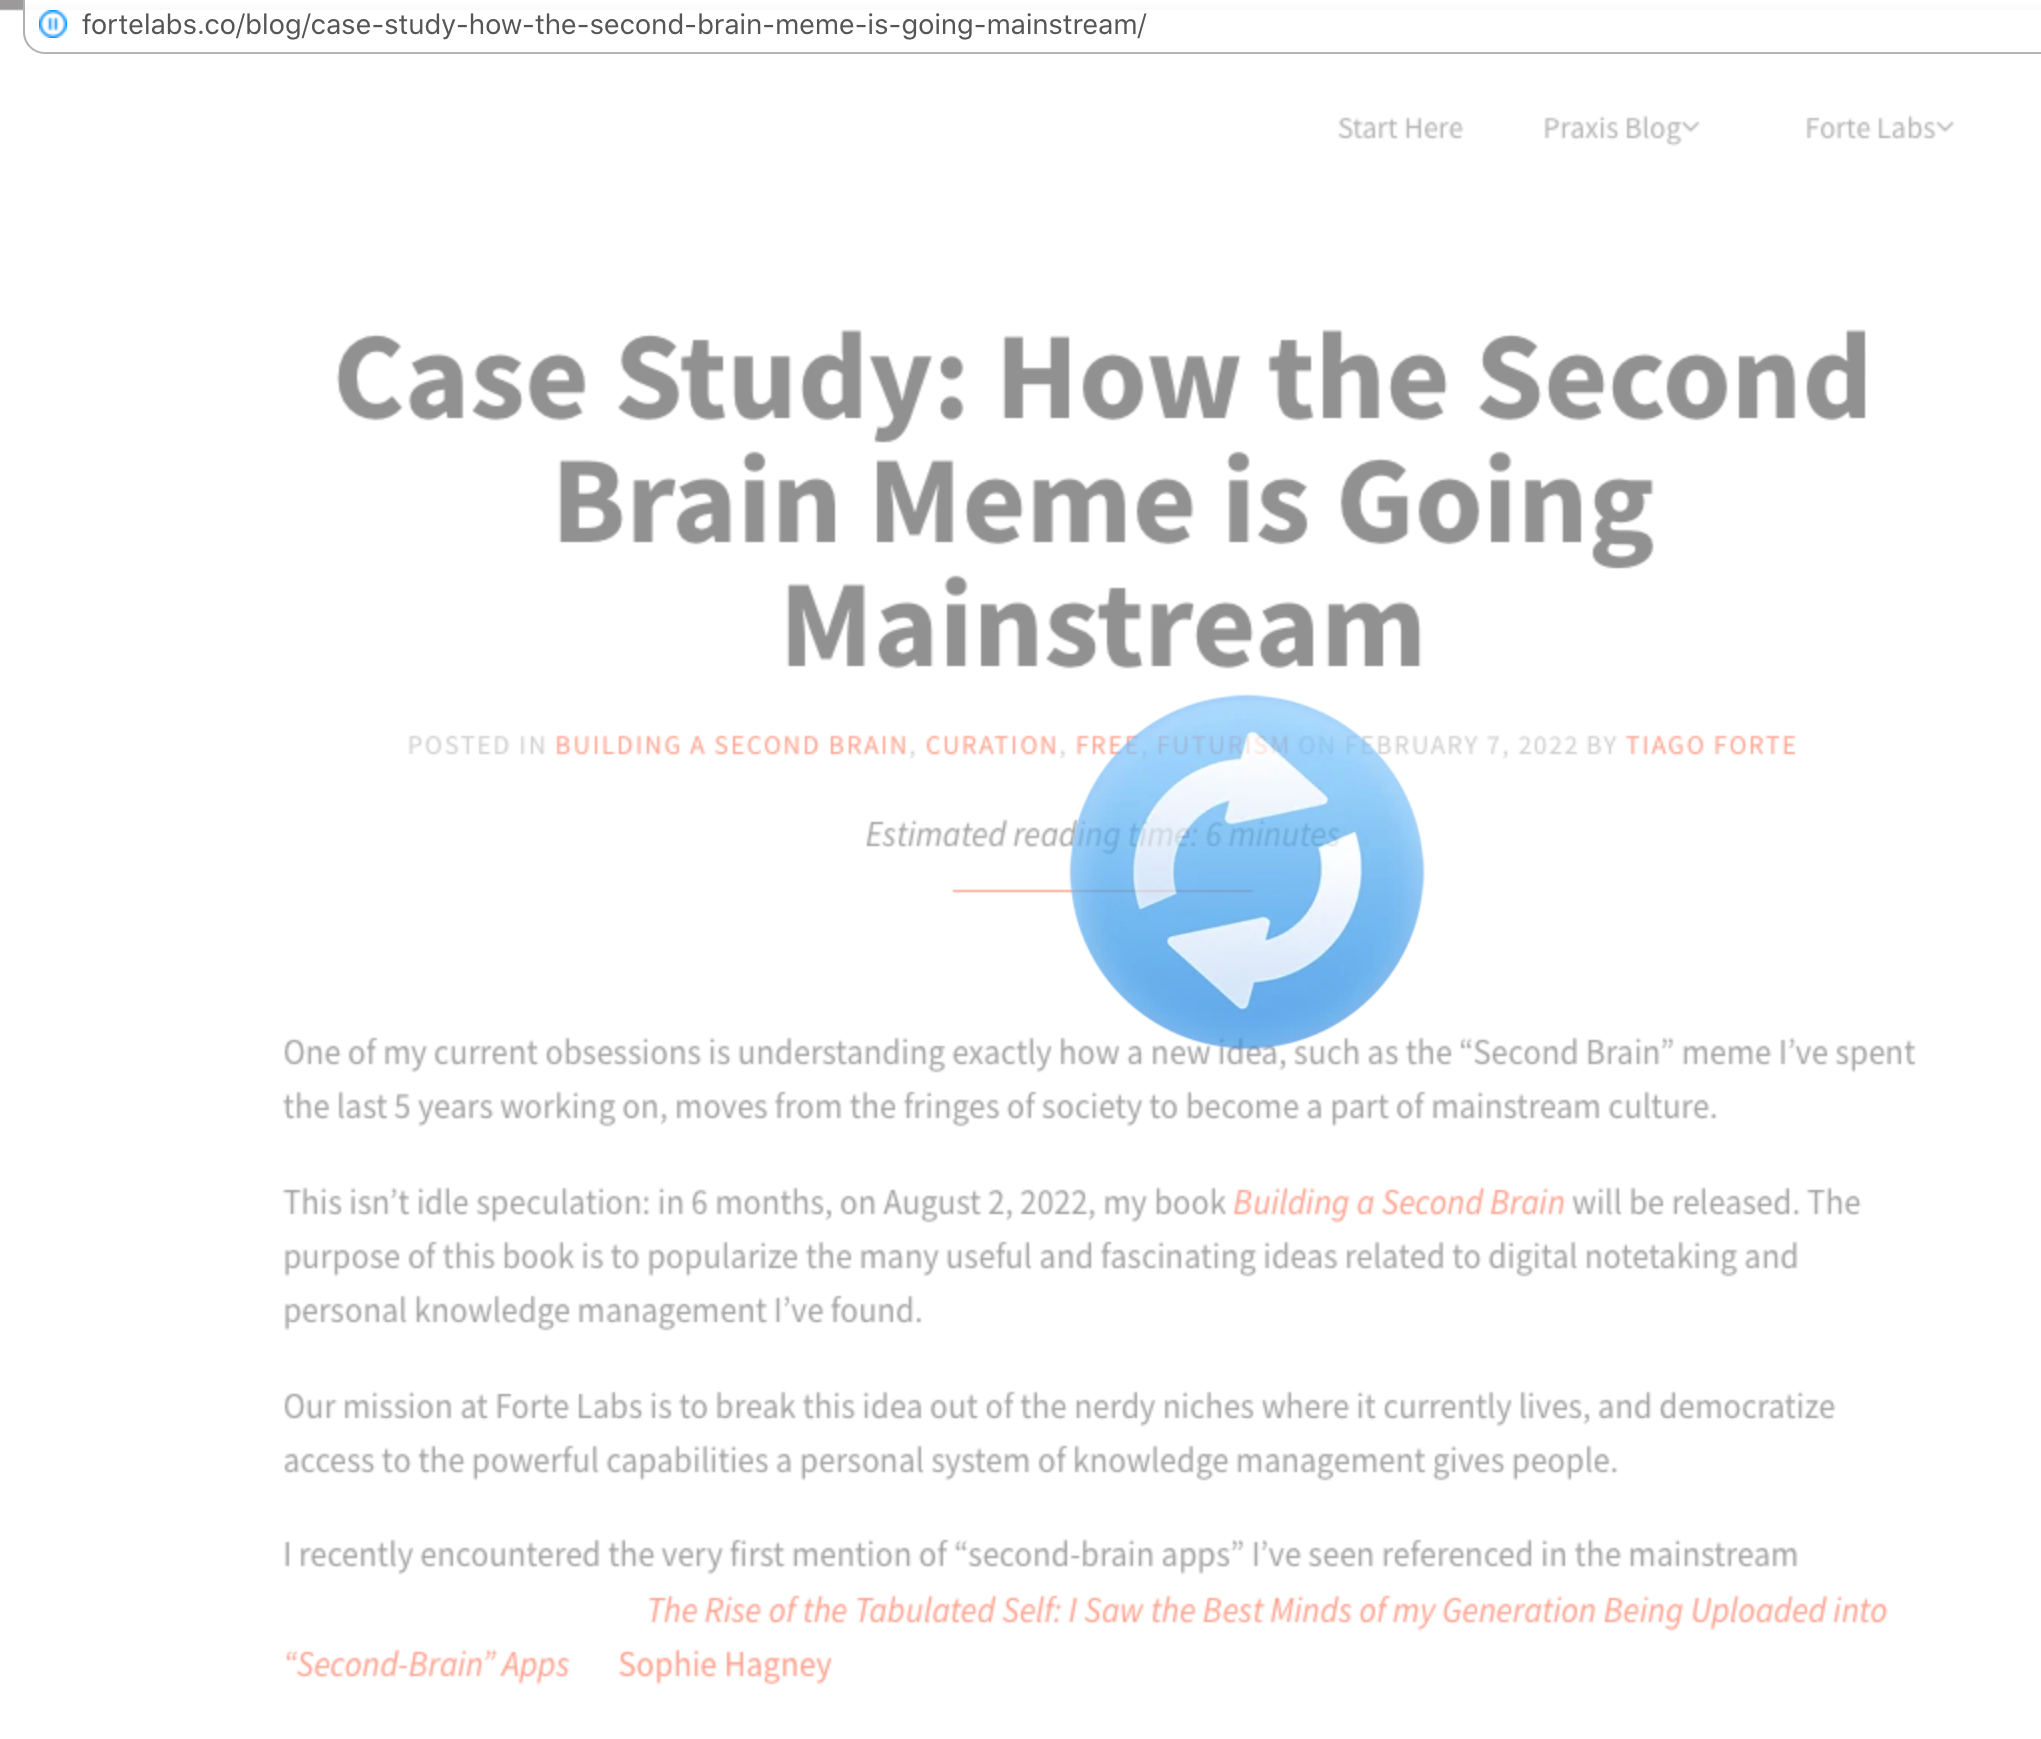 fortelabs.co/blog/case-study-how-the-second-brain-meme-is-going-mainstream/
Start Here Praxis Blog Forte Labs
Case Study: How the Second
Brain Meme is Going
Mainstream
POSTED IN BUILDING A SECOND BRAIN, CURATION, FREE, FUTURISM ON FEBRUARY 7, 2022 BY TIAGO FORTE
Estimated reading time: 6 minutes
One of my current obsessions is understanding exactly how a new idea, such as the “Second Brain” meme I’ve spent
the last 5 years working on, moves from the fringes of society to become a part of mainstream culture.
This isn’t idle speculation: in 6 months, on August 2, 2022, my book Building a Second Brain will be released. The
purpose of this book is to popularize the many useful and fascinating ideas related to digital notetaking and
personal knowledge management I’ve found.
Our mission at Forte Labs is to break this idea out of the nerdy niches where it currently lives, and democratize
access to the powerful capabilities a personal system of knowledge management gives people.
I recently encountered the very first mention of “second-brain apps” I’ve seen referenced in the mainstream
The Rise of the Tabulated Self: I Saw the Best Minds of my Generation Being Uploaded into
“Second-Brain” Apps Sophie Hagney